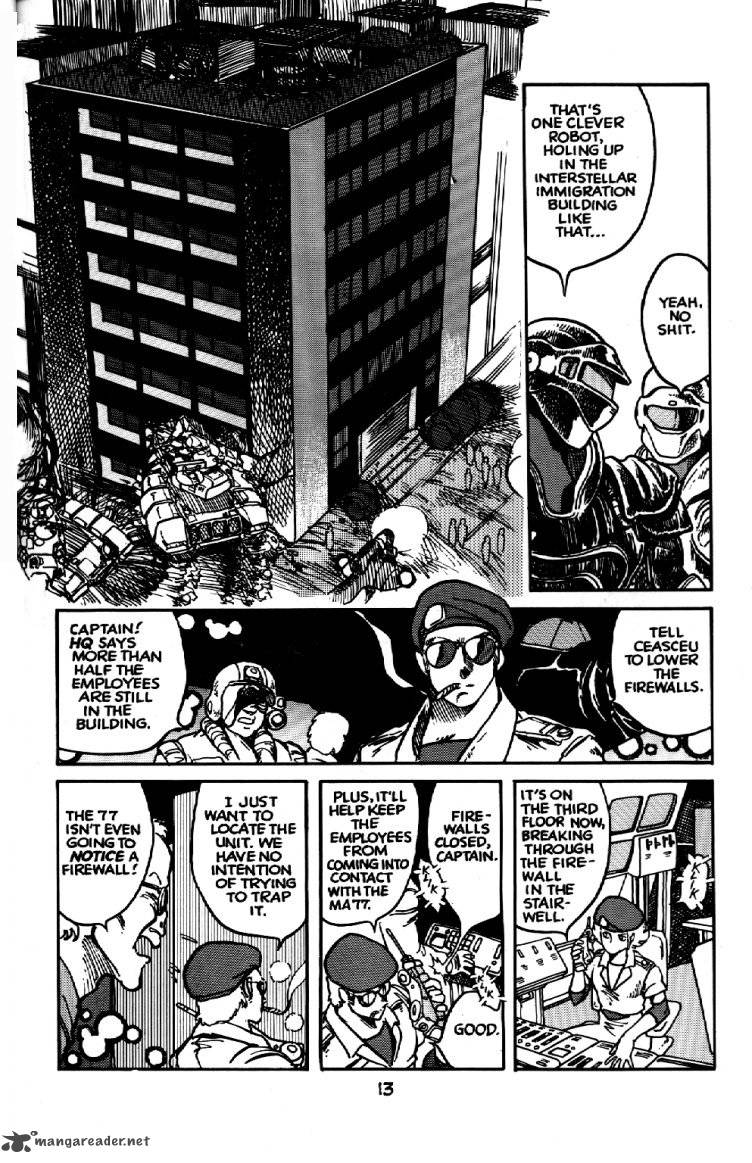 THAT'S
ONE CLEVER
ROBOT,
HOLING UP
IN THE
INTERSTELLAR
IMMIGRATION
BUILDING
LIKE
THAT...
YEAH,
NO
SHIT.
CAPTAIN!
HQ SAYS
MORE THAN
HALF THE
EMPLOYEES
ARE STILL
IN THE
BUILDING.
TELL
CEASCEU
TO LOWER
THE
FIREWALLS.
THE 77
ISN'T EVEN
GOING TO
NOTICE A
FIREWALL!
I JUST
WANT TO
LOCATE THE
UNIT. WE
HAVE NO
INTENTION
OF TRYING
TO TRAP
IT.
PLUS, IT'LL
HELP KEEP
THE
EMPLOYEES
FROM
COMING INTO
CONTACT
WITH THE
MA77.
FIRE-
WALLS
CLOSED,
CAPTAIN.
GOOD.
IT'S ON
THE THIRD
FLOOR NOW,
BREAKING
THROUGH
THE FIRE-
WALL
IN THE
STAIR-
WELL.
13
mangareader.net